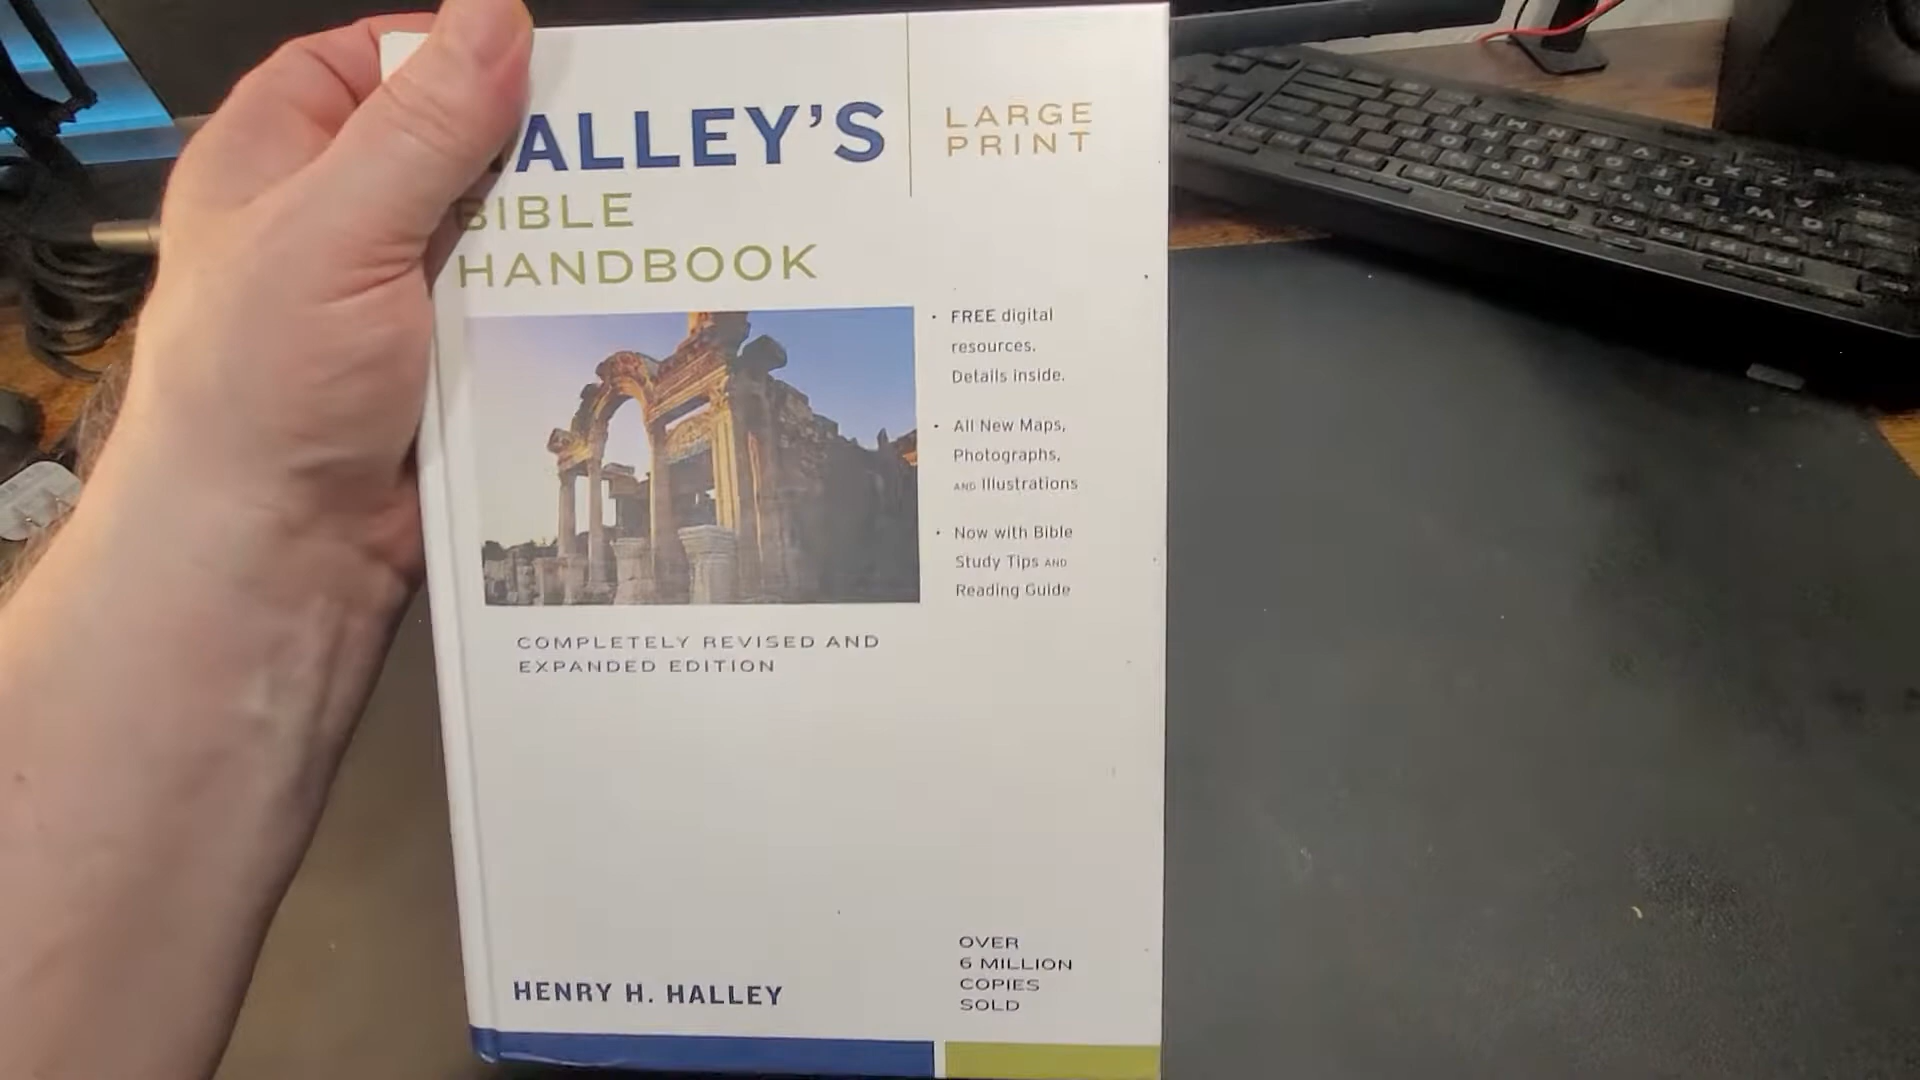 ALLEY'S
BIBLE
HANDBOOK
LARGE
PRINT
• FREE digital
resources.
Details inside.
• All New Maps,
Photographs,
AND Illustrations
• Now with Bible
Study Tips AND
Reading Guide
COMPLETELY REVISED AND
EXPANDED EDITION
HENRY H. HALLEY
OVER
6 MILLION
COPIES
SOLD